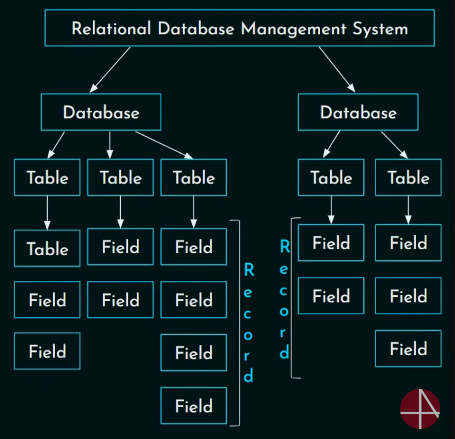 Relational Database Management System
Database Database
Table Table Table Table Table
Table Field Field Field Field
Field Field Field Field Field
Field Field Field
Field
Record
Record